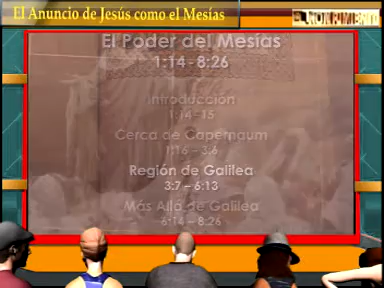 El Anuncio de Jesús como el Mesías
El Poder del Mesías
1:14 - 8:26
Introducción
1:14 - 15
Cerca de Capernaum
1:16 - 3:6
Región de Galilea
3:7 - 6:13
Más Allá de Galilea
6:14 - 8:26